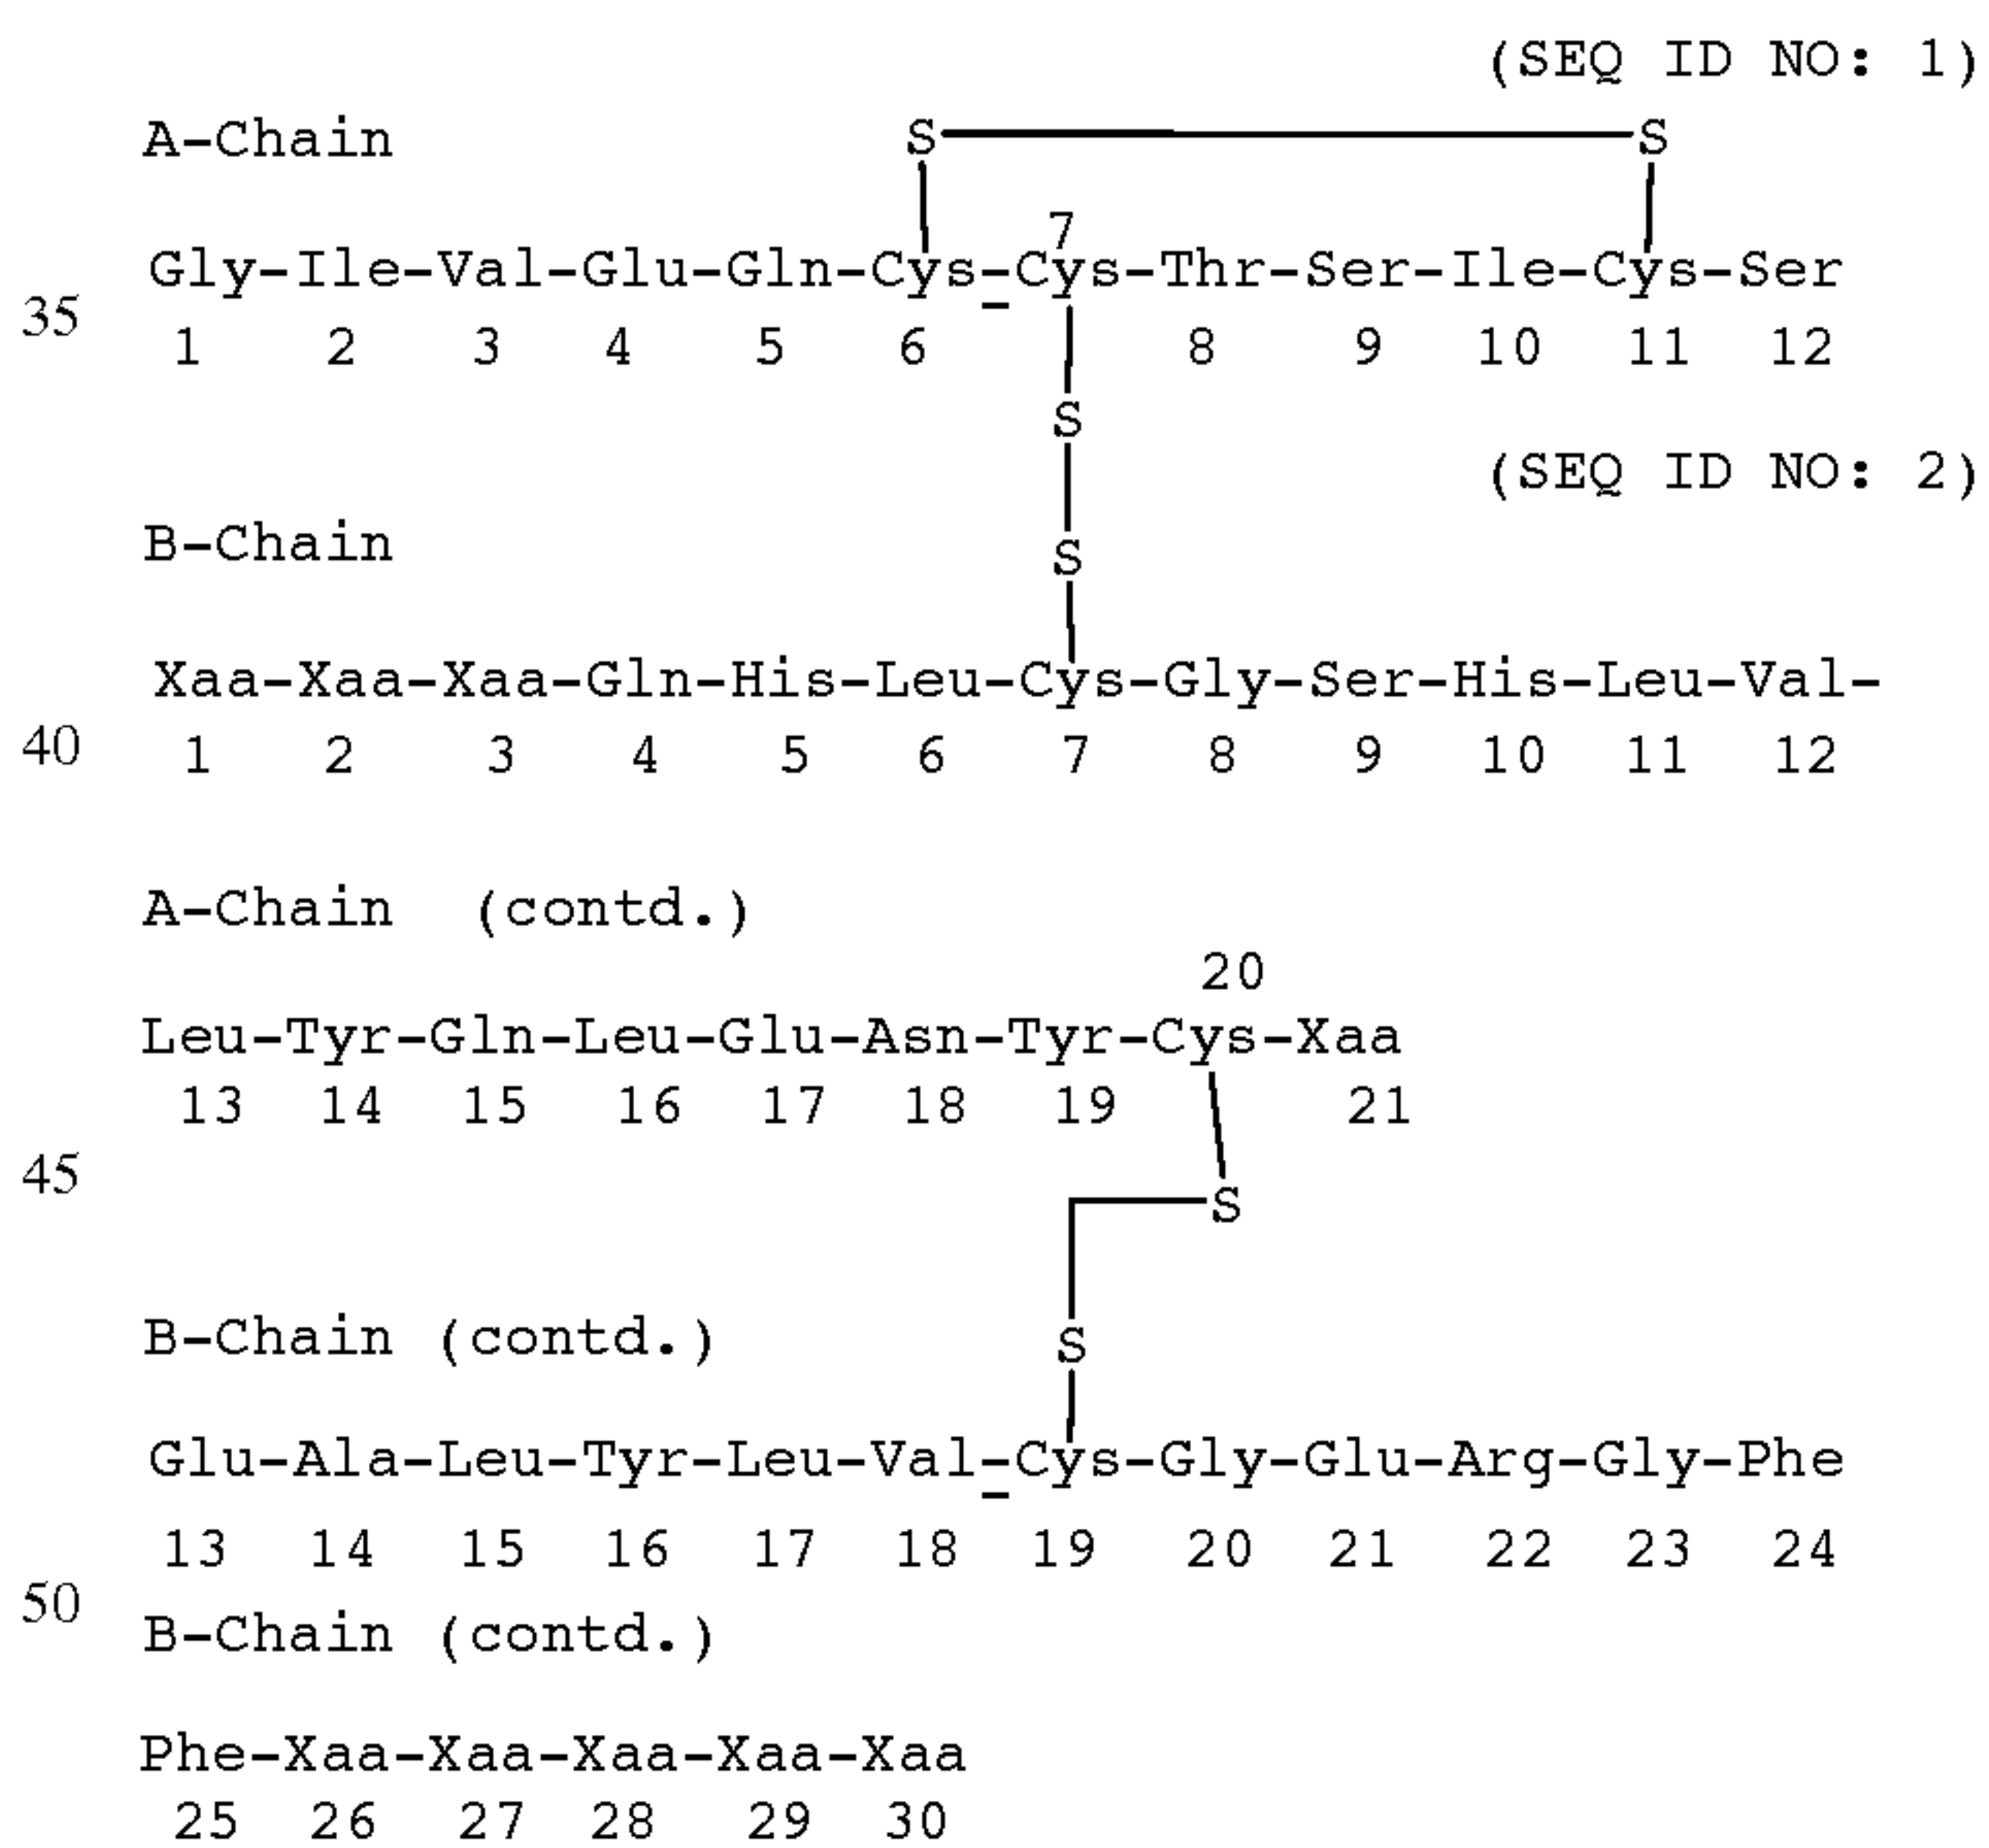 (SEQ ID NO: 1)
A-Chain
S S
7
Gly-Ile-Val-Glu-Gln-Cys-Cys-Thr-Ser-Ile-Cys-Ser
35
1 2 3 4 5 6 8 9 10 11 12
S
(SEQ ID NO: 2)
B-Chain
S
Xaa-Xaa-Xaa-Gln-His-Leu-Cys-Gly-Ser-His-Leu-Val-
40
1 2 3 4 5 6 7 8 9 10 11 12
A-Chain (contd.)
20
Leu-Tyr-Gln-Leu-Glu-Asn-Tyr-Cys-Xaa
13 14 15 16 17 18 19 21
45
S
B-Chain (contd.)
S
Glu-Ala-Leu-Tyr-Leu-Val-Cys-Gly-Glu-Arg-Gly-Phe
13 14 15 16 17 18 19 20 21 22 23 24
50
B-Chain (contd.)
Phe-Xaa-Xaa-Xaa-Xaa-Xaa
25 26 27 28 29 30